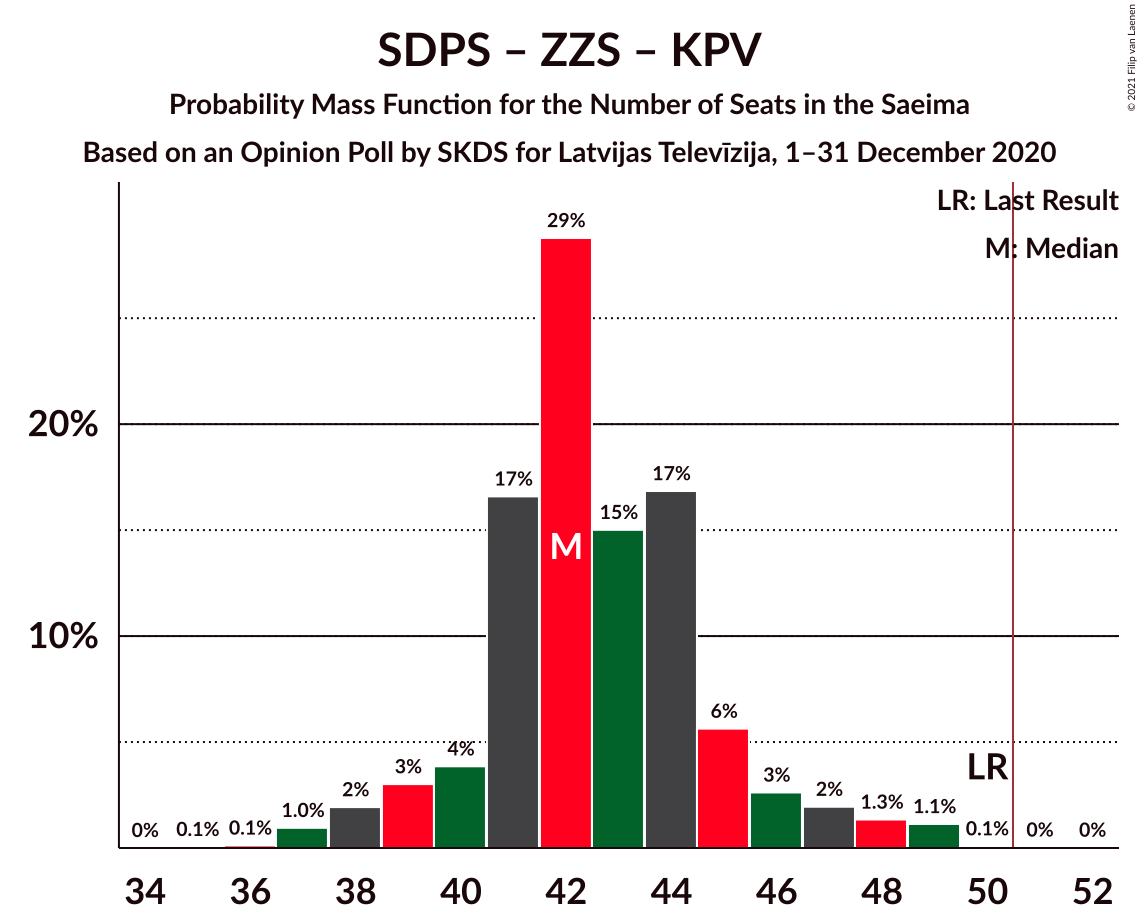 SDPS – ZZS – KPV
Probability Mass Function for the Number of Seats in the Saeima
Based on an Opinion Poll by SKDS for Latvijas Televīzija, 1–31 December 2020
© 2021 Filip van Laenen
LR: Last Result
M: Median
20%
10%
0%
0.1%
0.1%
1.0%
2%
3%
4%
17%
29%
15%
17%
6%
3%
2%
1.3%
1.1%
0.1%
0%
0%
M
LR
34 36 38 40 42 44 46 48 50 52